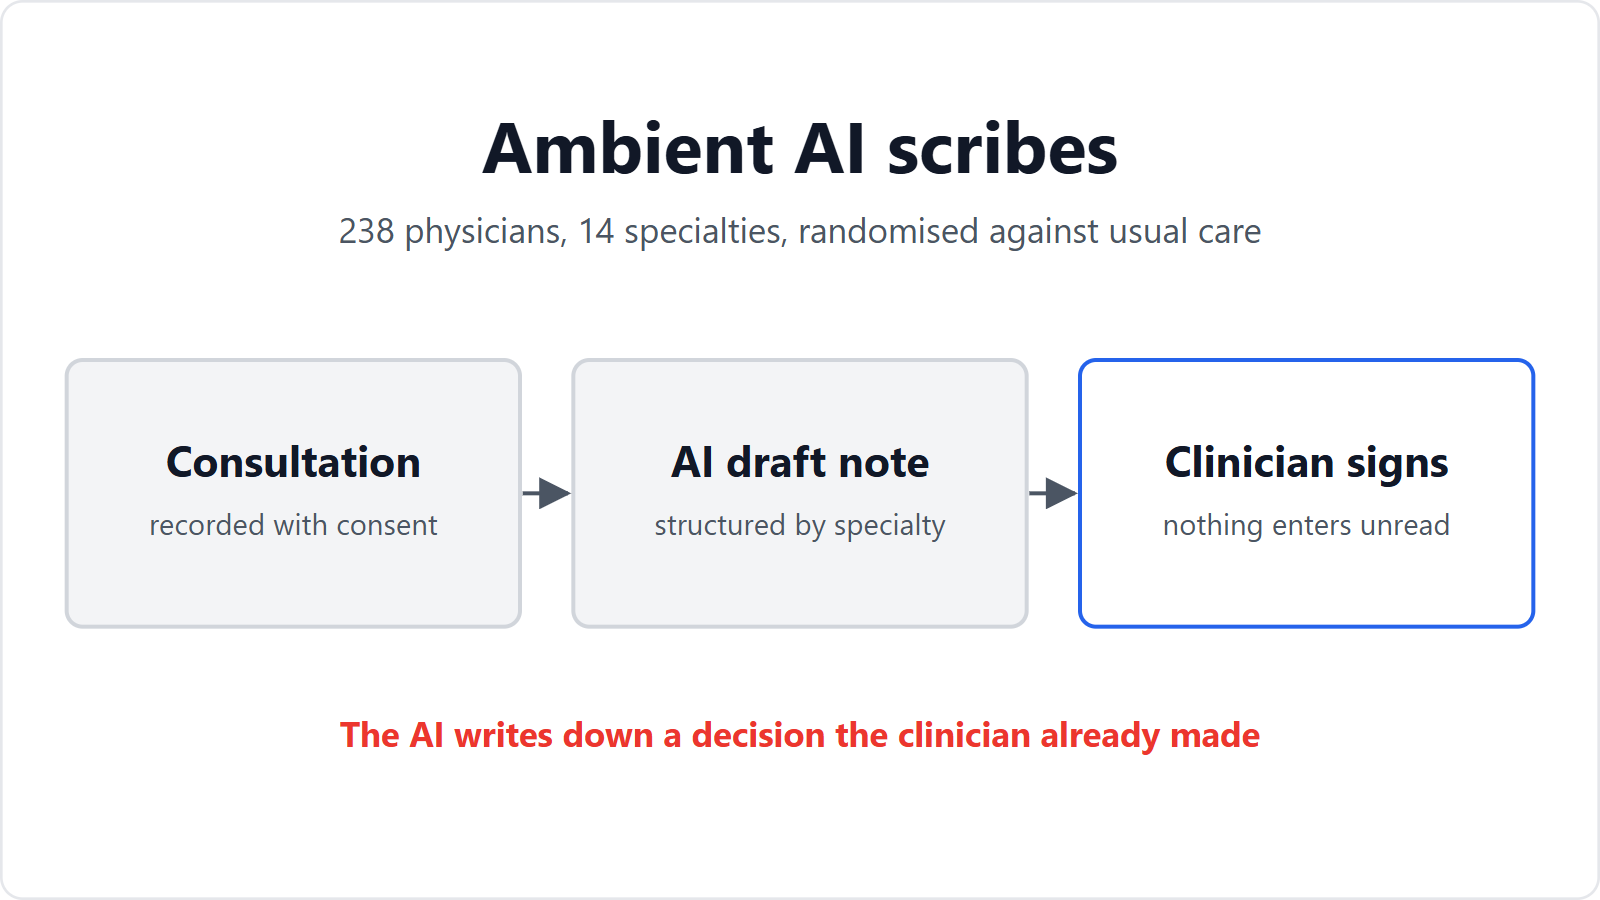 Ambient AI scribes
238 physicians, 14 specialties, randomised against usual care
Consultation
recorded with consent
AI draft note
structured by specialty
Clinician signs
nothing enters unread
The AI writes down a decision the clinician already made